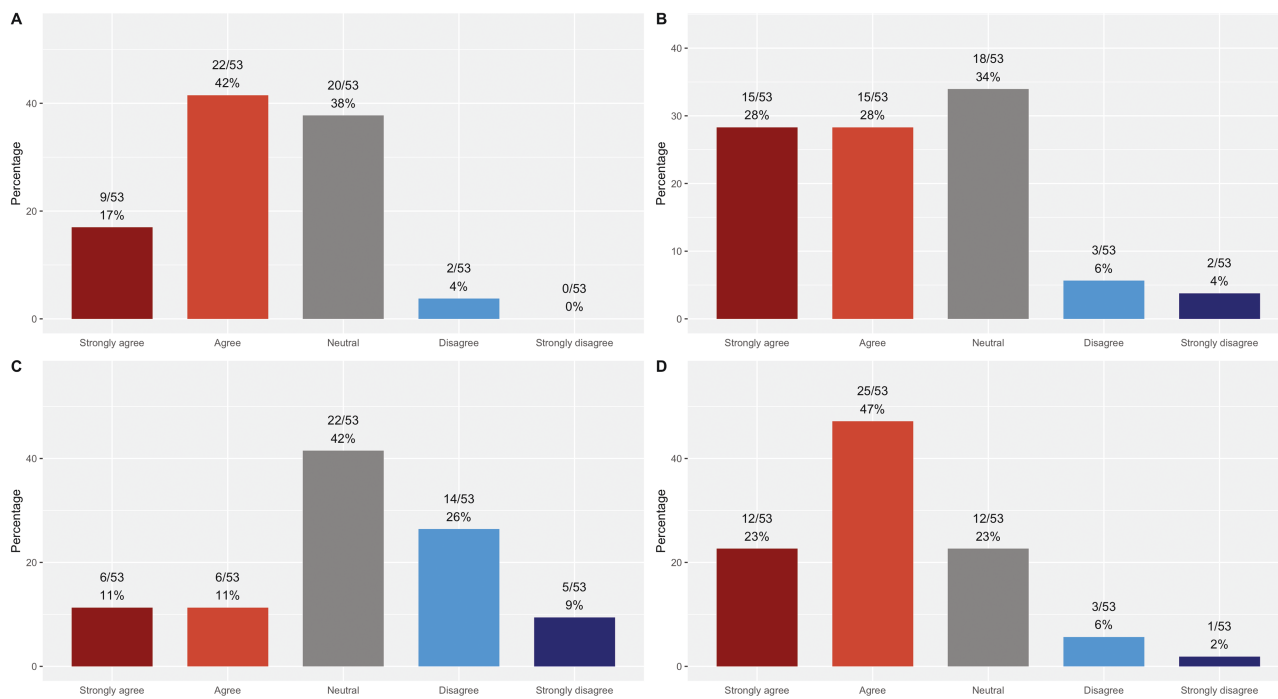 A
Percentage
40
20
0
9/53
17%
22/53
42%
20/53
38%
2/53
4%
0/53
0%
Strongly agree
Agree
Neutral
Disagree
Strongly disagree
B
Percentage
40
30
20
10
0
15/53
28%
15/53
28%
18/53
34%
3/53
6%
2/53
4%
Strongly agree
Agree
Neutral
Disagree
Strongly disagree
C
Percentage
40
20
0
6/53
11%
6/53
11%
22/53
42%
14/53
26%
5/53
9%
Strongly agree
Agree
Neutral
Disagree
Strongly disagree
D
Percentage
40
20
0
12/53
23%
25/53
47%
12/53
23%
3/53
6%
1/53
2%
Strongly agree
Agree
Neutral
Disagree
Strongly disagree